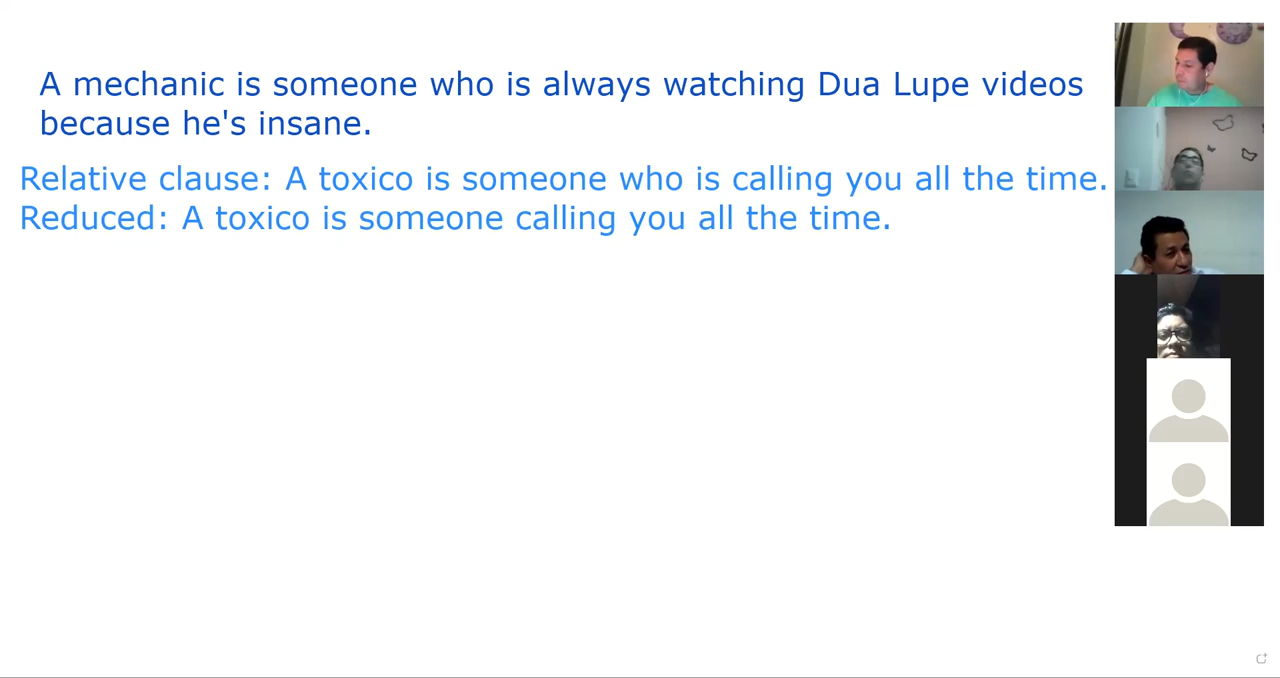 A mechanic is someone who is always watching Dua Lupe videos
because he's insane.
Relative clause: A toxico is someone who is calling you all the time.
Reduced: A toxico is someone calling you all the time.